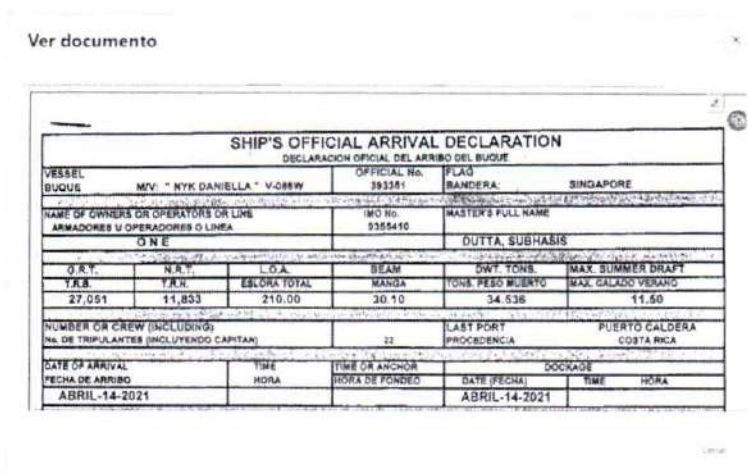 Ver documento
SHIP'S OFFICIAL ARRIVAL DECLARATION
DECLARACION OFICIAL DEL ARRIBO DEL BUQUE
VESSEL OFFICIAL No. FLAG
BUQUE M/V: " NYK DANIELLA " V-088W 393351 BANDERA: SINGAPORE
NAME OF OWNERS OR OPERATORS OR LINE IMO No. MASTER'S FULL NAME
ARMADORES U OPERADORES O LINEA 9355410
O N E DUTTA, SUBHASIS
G.R.T. N.R.T. L.O.A. BEAM DWT. TONS. MAX. SUMMER DRAFT
T.R.B. T.R.N. ESLORA TOTAL MANGA TONS. PESO MUERTO MAX. CALADO VERANO
27,051 11,833 210.00 30.10 34.536 11.50
NUMBER OR CREW (INCLUDING) LAST PORT PUERTO CALDERA
No. DE TRIPULANTES (INCLUYENDO CAPITAN) 22 PROCEDENCIA COSTA RICA
DATE OF ARRIVAL TIME TIME OR ANCHOR DOCKAGE
FECHA DE ARRIBO HORA HORA DE FONDEO DATE (FECHA) TIME HORA
ABRIL-14-2021 ABRIL-14-2021